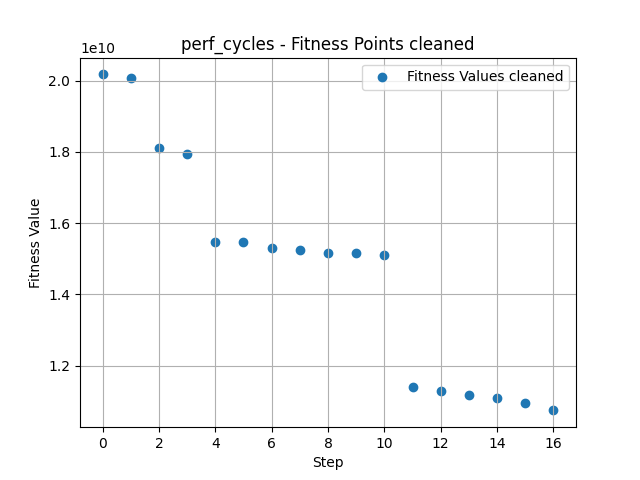 perf_cycles - Fitness Points cleaned
1e10
Fitness Values cleaned
2.0
1.8
1.6
1.4
1.2
Fitness Value
0 2 4 6 8 10 12 14 16
Step